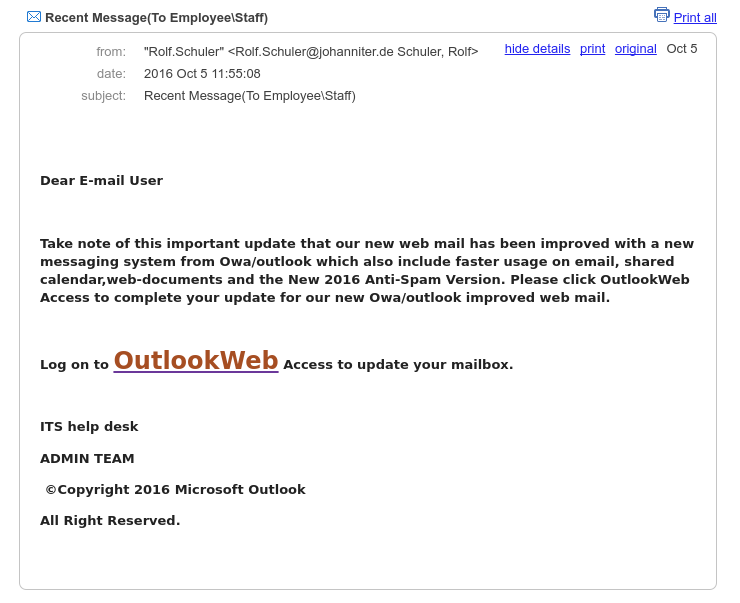 Recent Message(To Employee\Staff)
Print all
from: "Rolf.Schuler" <Rolf.Schuler@johanniter.de Schuler, Rolf> hide details print original Oct 5
date: 2016 Oct 5 11:55:08
subject: Recent Message(To Employee\Staff)
Dear E-mail User
Take note of this important update that our new web mail has been improved with a new
messaging system from Owa/outlook which also include faster usage on email, shared
calendar,web-documents and the New 2016 Anti-Spam Version. Please click OutlookWeb
Access to complete your update for our new Owa/outlook improved web mail.
Log on to OutlookWeb Access to update your mailbox.
ITS help desk
ADMIN TEAM
©Copyright 2016 Microsoft Outlook
All Right Reserved.